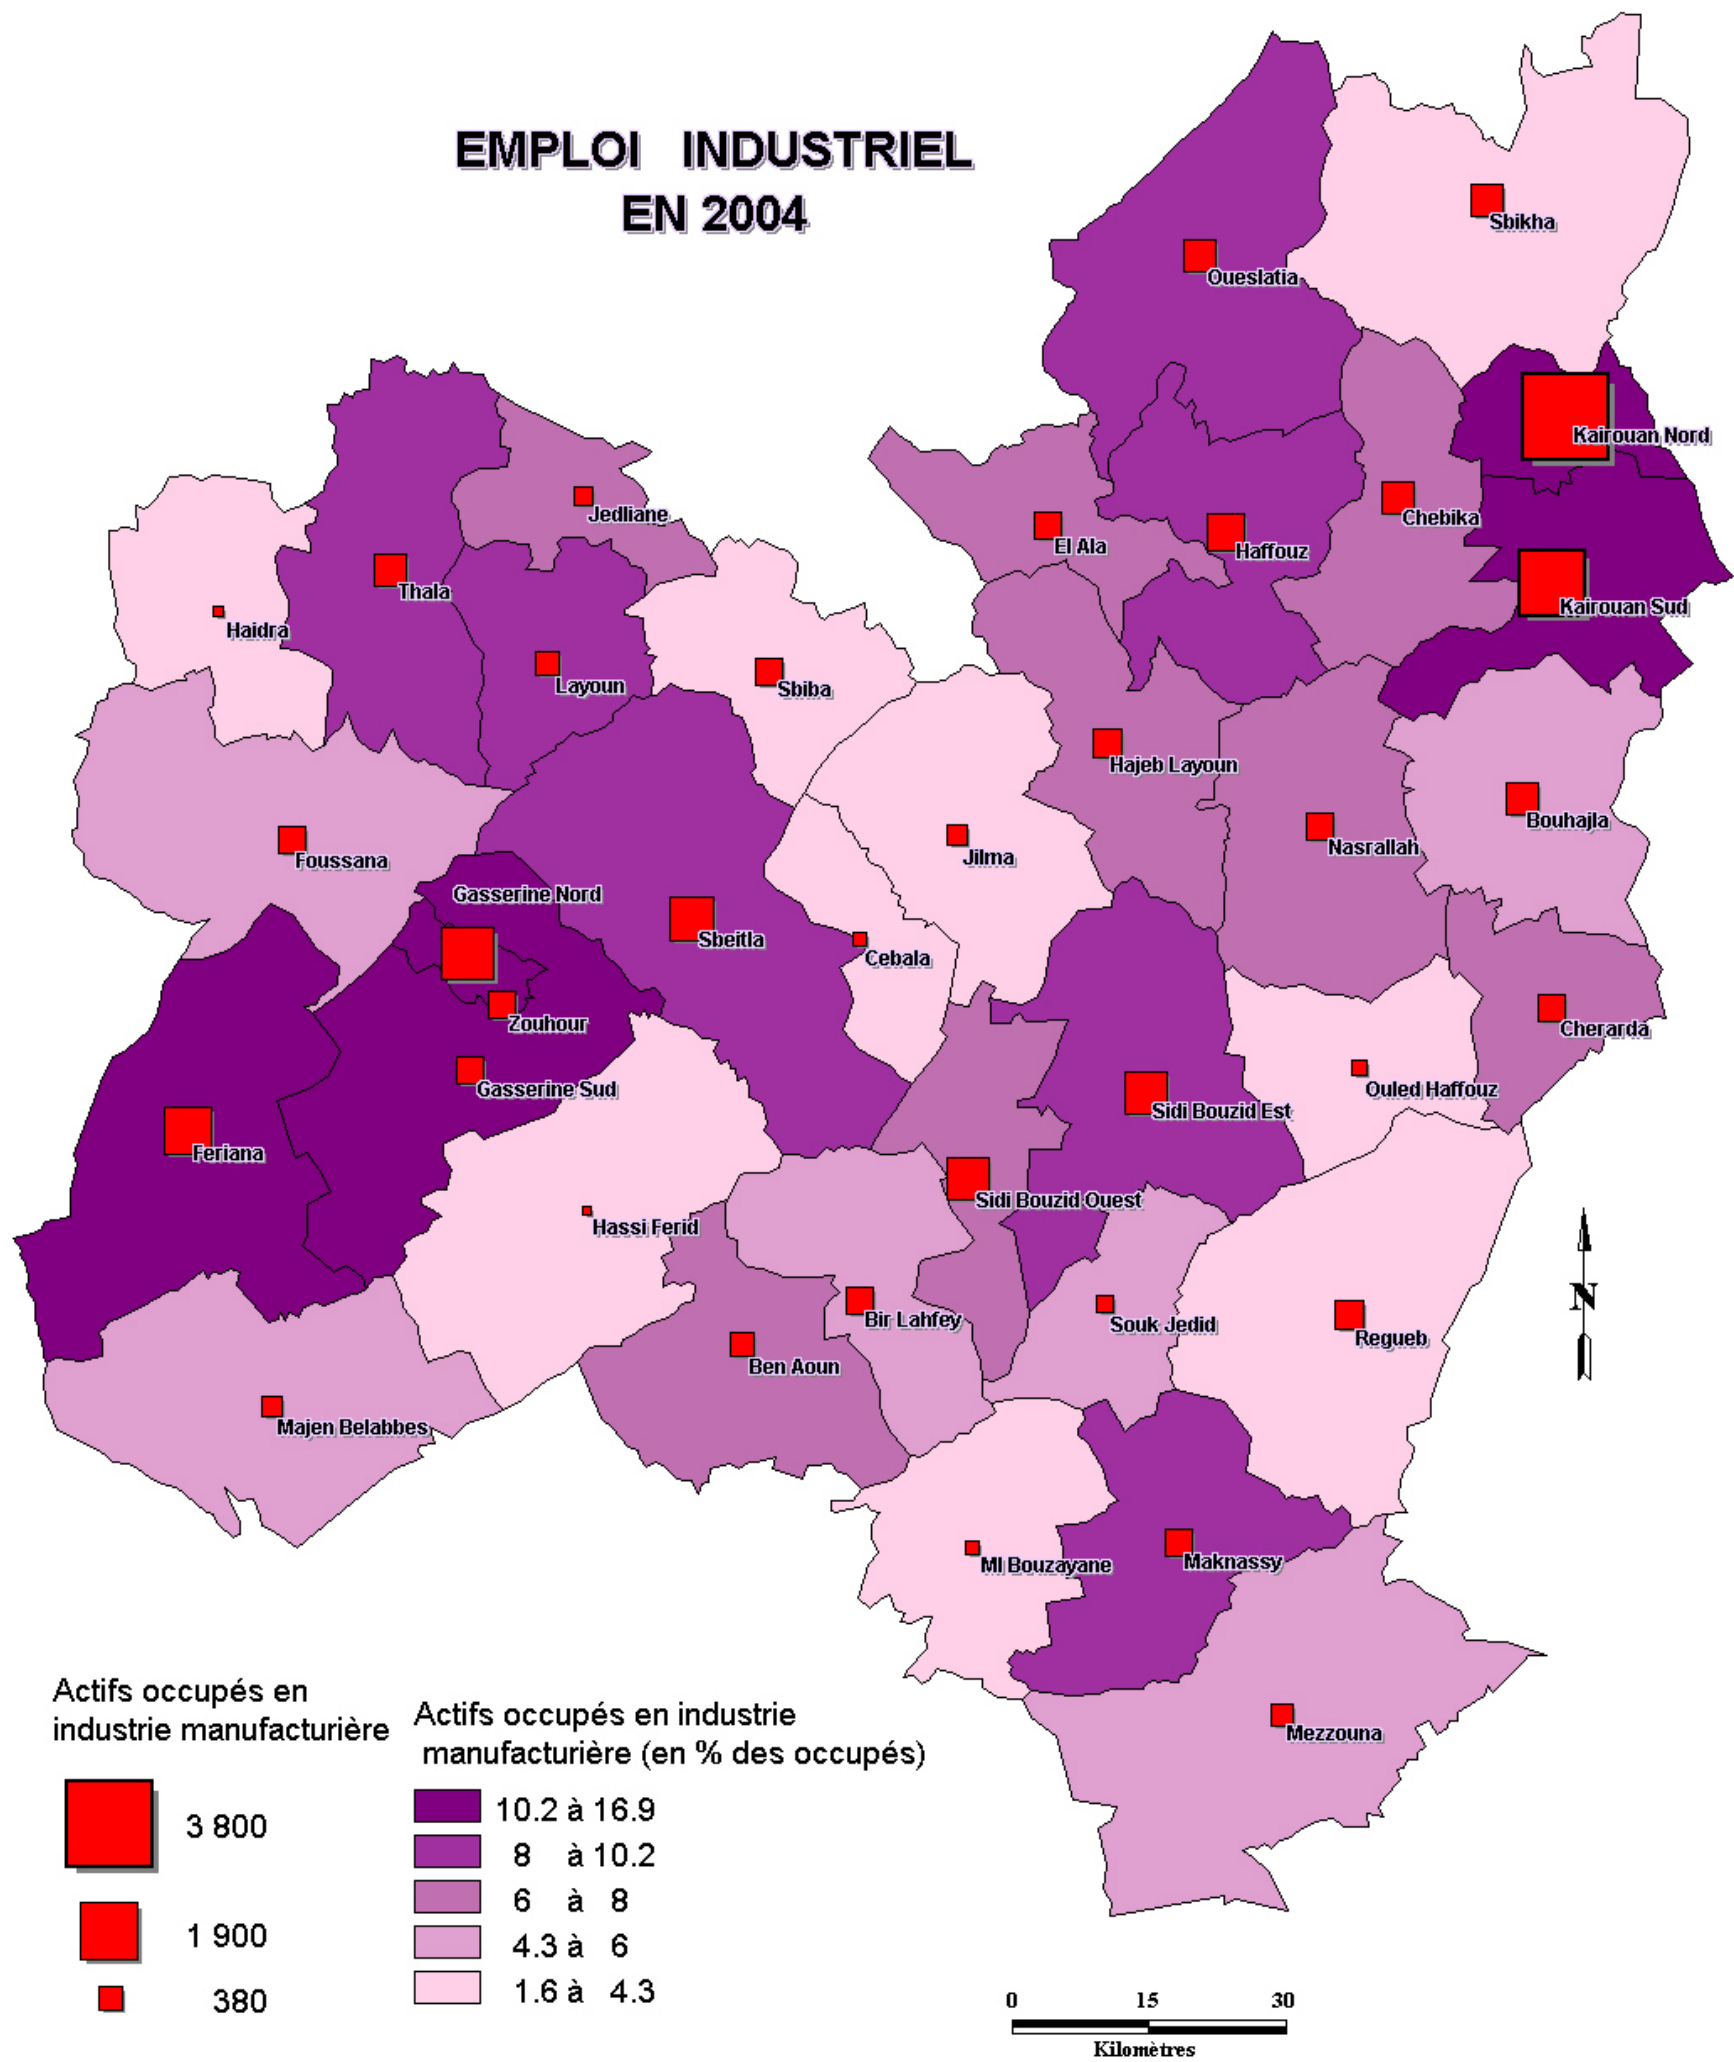 EMPLOI INDUSTRIEL
EN 2004
Sbikha
Oueslatia
Kairouan Nord
Chebika
Jedliane
El Ala
Haffouz
Thala
Kairouan Sud
Haidra
Layoun
Sbiba
Hajeb Layoun
Bouhajla
Nasrallah
Foussana
Jilma
Gasserine Nord
Sbeitla
Cebala
Zouhour
Cherarda
Gasserine Sud
Ouled Haffouz
Sidi Bouzid Est
Feriana
Sidi Bouzid Ouest
Hassi Ferid
N
Bir Lahfey
Souk Jedid
Regueb
Ben Aoun
Majen Belabbes
Ml Bouzayane
Maknassy
Mezzouna
Actifs occupés en
industrie manufacturière
3 800
1 900
380
Actifs occupés en industrie
manufacturière (en % des occupés)
10.2 à 16.9
8 à 10.2
6 à 8
4.3 à 6
1.6 à 4.3
0 15 30
Kilomètres